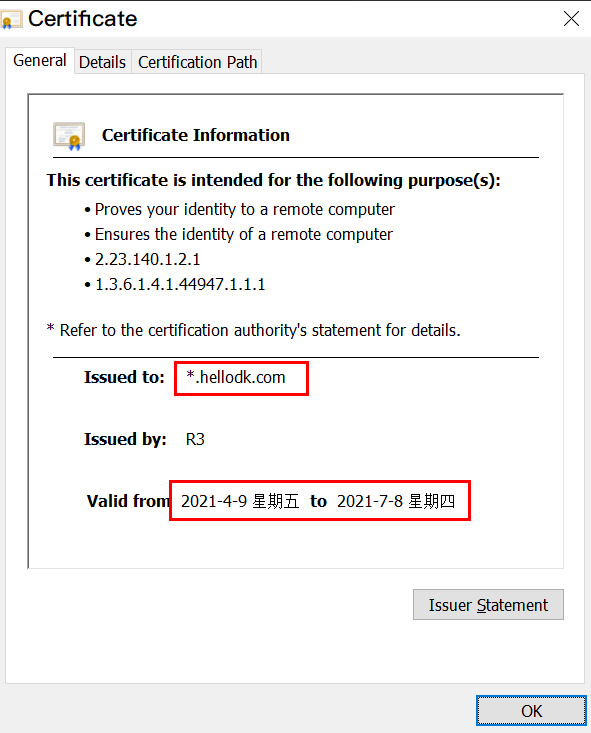 Certificate
General Details Certification Path
Certificate Information
This certificate is intended for the following purpose(s):
• Proves your identity to a remote computer
• Ensures the identity of a remote computer
• 2.23.140.1.2.1
• 1.3.6.1.4.1.44947.1.1.1
* Refer to the certification authority's statement for details.
Issued to: *.hellodk.com
Issued by: R3
Valid from 2021-4-9 星期五 to 2021-7-8 星期四
Issuer Statement
OK